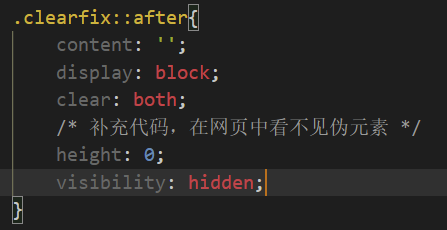 .clearfix::after{
content: '';
display: block;
clear: both;
/* 补充代码，在网页中看不见伪元素 */
height: 0;
visibility: hidden;
}